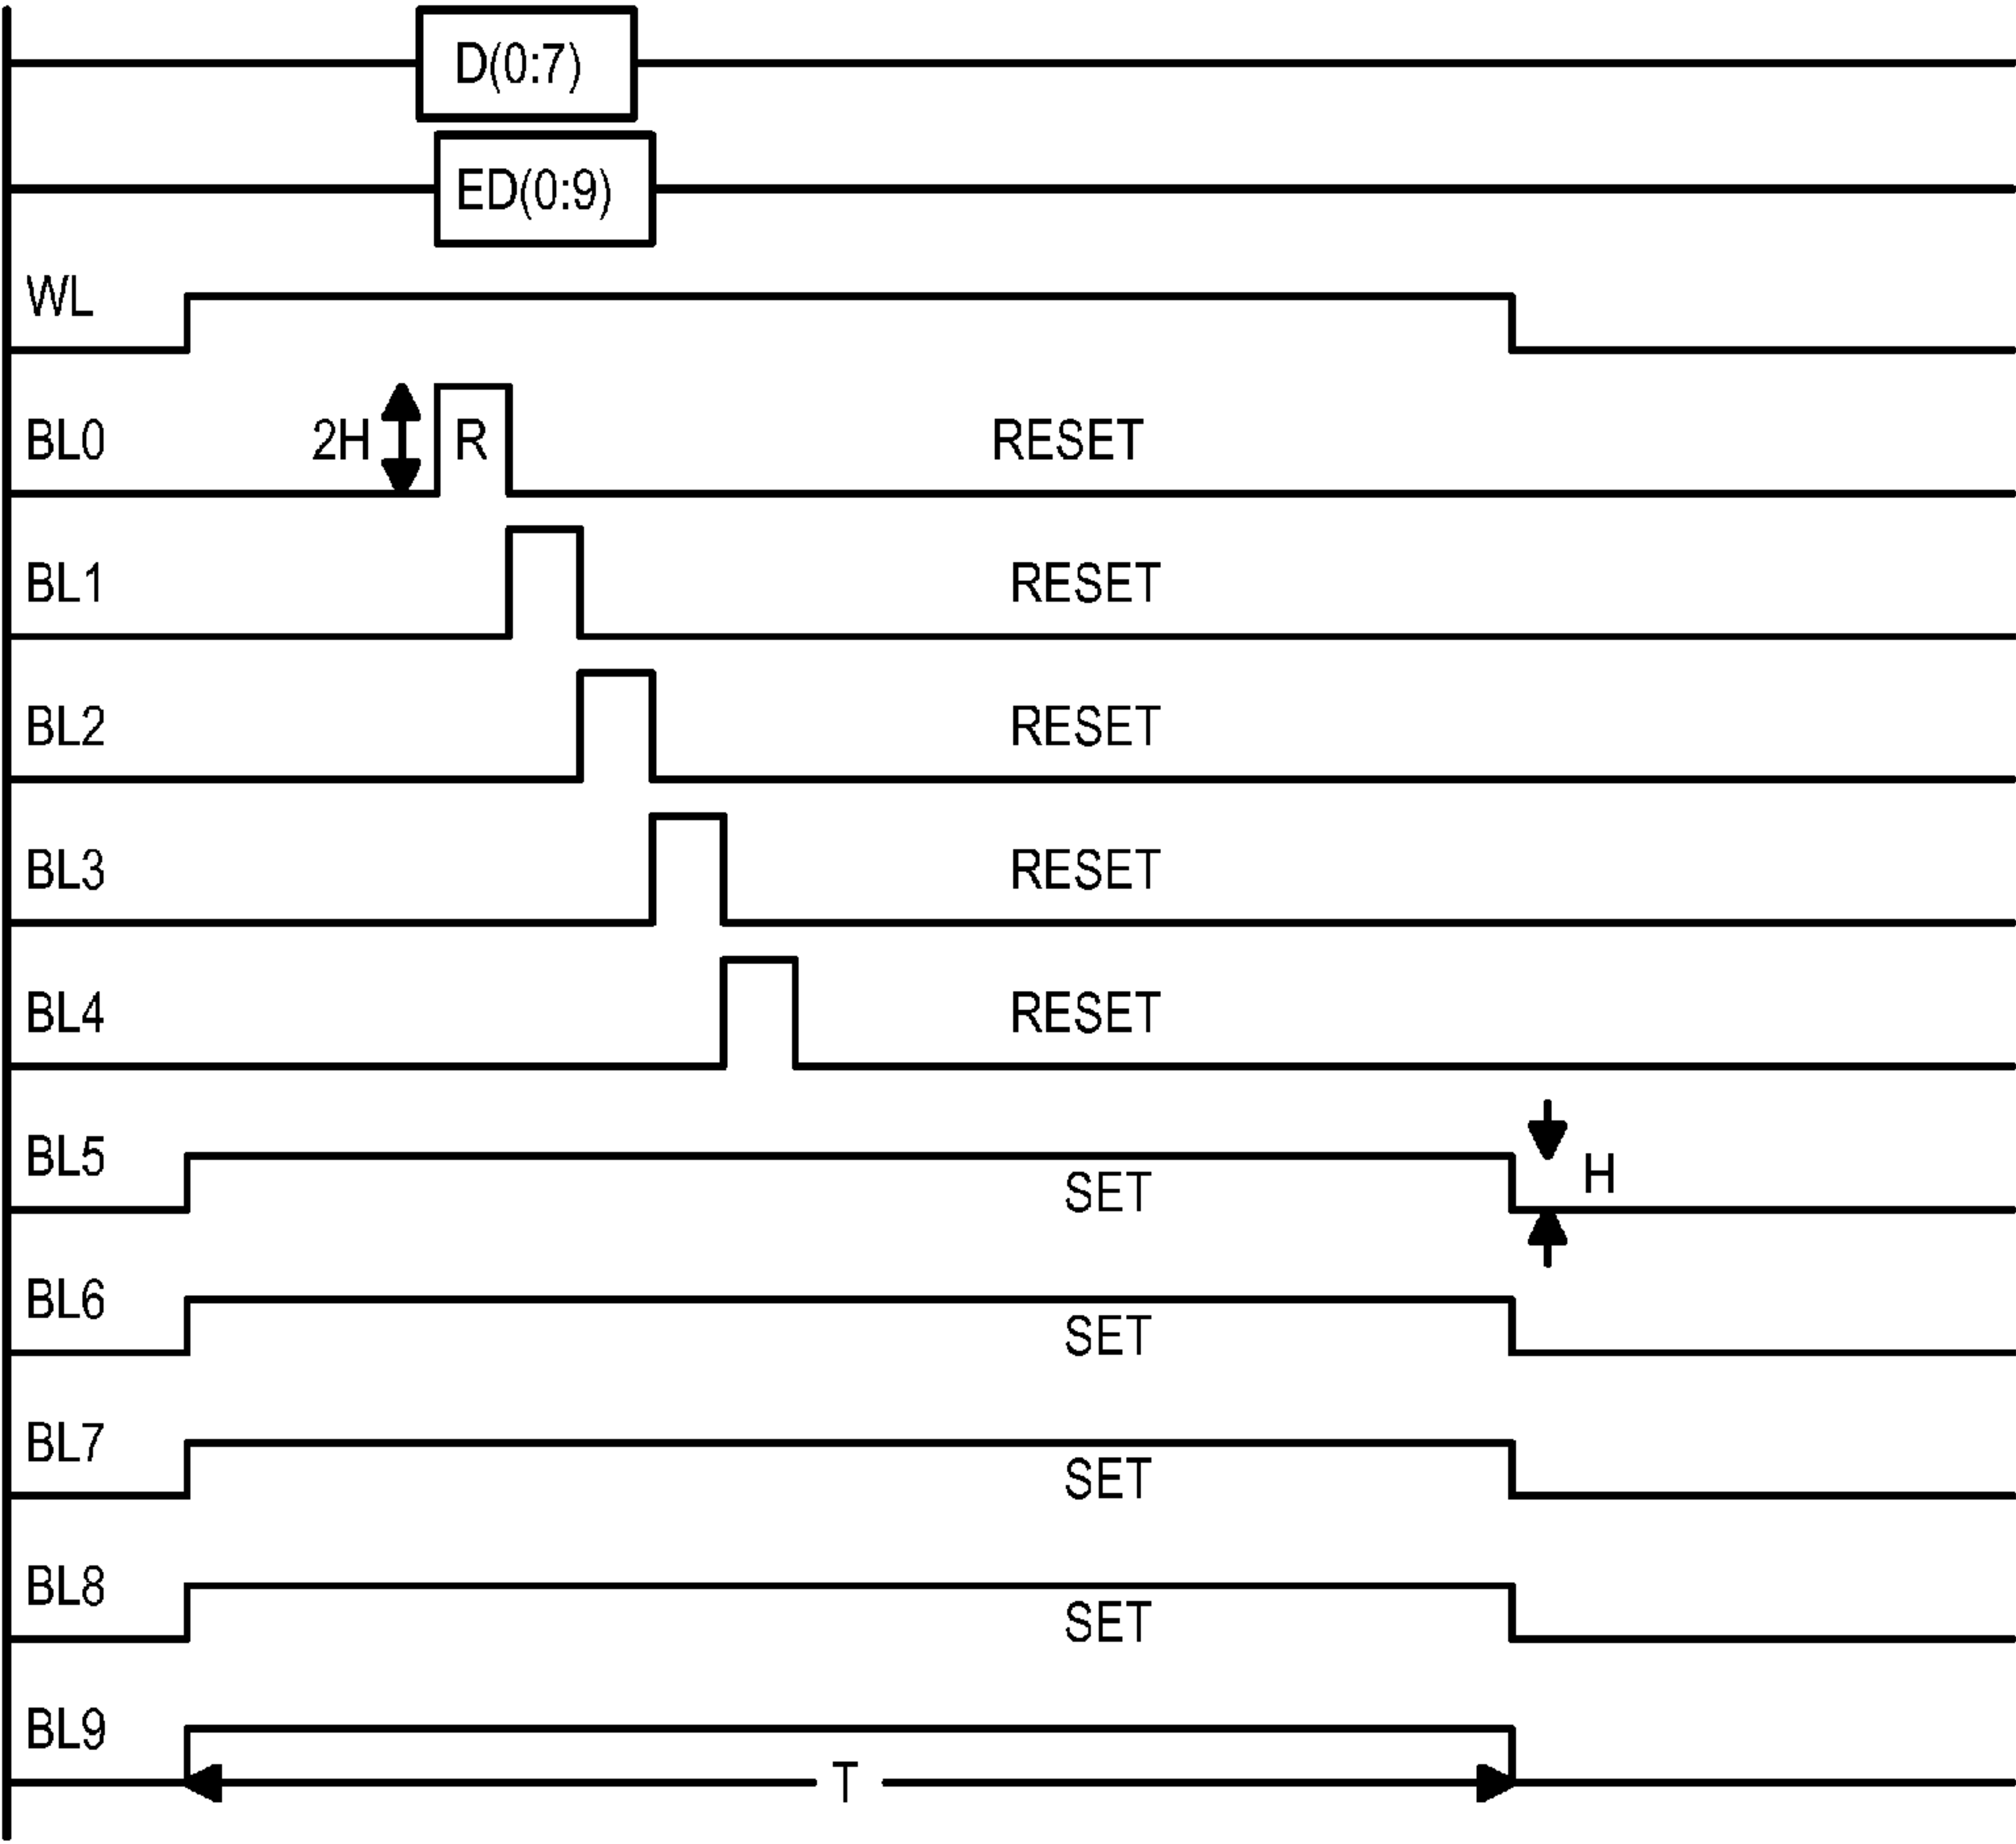 D(0:7)
ED(0:9)
WL
BL0 2H R RESET
BL1 RESET
BL2 RESET
BL3 RESET
BL4 RESET
BL5 SET H
BL6 SET
BL7 SET
BL8 SET
BL9
T